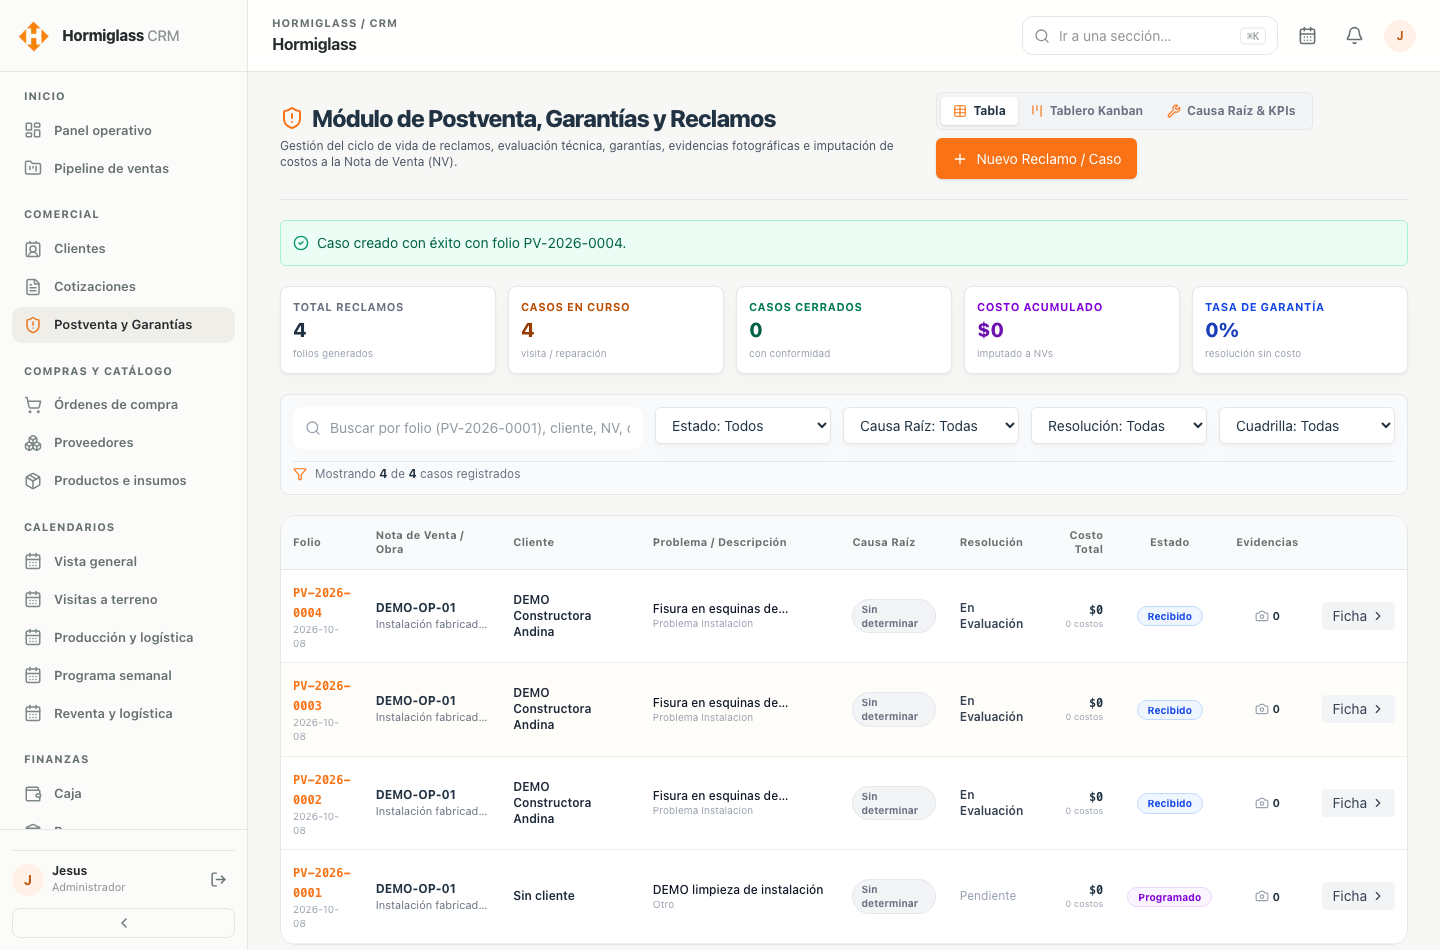 Hormiglass CRM
INICIO
Panel operativo
Pipeline de ventas
COMERCIAL
Clientes
Cotizaciones
Postventa y Garantías
COMPRAS Y CATÁLOGO
Órdenes de compra
Proveedores
Productos e insumos
CALENDARIOS
Vista general
Visitas a terreno
Producción y logística
Programa semanal
Reventa y logística
FINANZAS
Caja
J
Jesus
Administrador
HORMIGLASS / CRM
Hormiglass
Ir a una sección...
⌘K
J
Módulo de Postventa, Garantías y Reclamos
Gestión del ciclo de vida de reclamos, evaluación técnica, garantías, evidencias fotográficas e imputación de
costos a la Nota de Venta (NV).
Tabla
Tablero Kanban
Causa Raíz & KPIs
+ Nuevo Reclamo / Caso
Caso creado con éxito con folio PV-2026-0004.
TOTAL RECLAMOS
4
folios generados
CASOS EN CURSO
4
visita / reparación
CASOS CERRADOS
0
con conformidad
COSTO ACUMULADO
$0
imputado a NVs
TASA DE GARANTÍA
0%
resolución sin costo
Buscar por folio (PV-2026-0001), cliente, NV, c
Estado: Todos
Causa Raíz: Todas
Resolución: Todas
Cuadrilla: Todas
Mostrando 4 de 4 casos registrados
Folio
Nota de Venta /
Obra
Cliente
Problema / Descripción
Causa Raíz
Resolución
Costo
Total
Estado
Evidencias
PV-2026-
0004
2026-10-
08
DEMO-OP-01
Instalación fabricad...
DEMO
Constructora
Andina
Fisura en esquinas de...
Problema Instalacion
Sin
determinar
En
Evaluación
$0
0 costos
Recibido
0
Ficha
PV-2026-
0003
2026-10-
08
DEMO-OP-01
Instalación fabricad...
DEMO
Constructora
Andina
Fisura en esquinas de...
Problema Instalacion
Sin
determinar
En
Evaluación
$0
0 costos
Recibido
0
Ficha
PV-2026-
0002
2026-10-
08
DEMO-OP-01
Instalación fabricad...
DEMO
Constructora
Andina
Fisura en esquinas de...
Problema Instalacion
Sin
determinar
En
Evaluación
$0
0 costos
Recibido
0
Ficha
PV-2026-
0001
2026-10-
08
DEMO-OP-01
Instalación fabricad...
Sin cliente
DEMO limpieza de instalación
Otro
Sin
determinar
Pendiente
$0
0 costos
Programado
0
Ficha